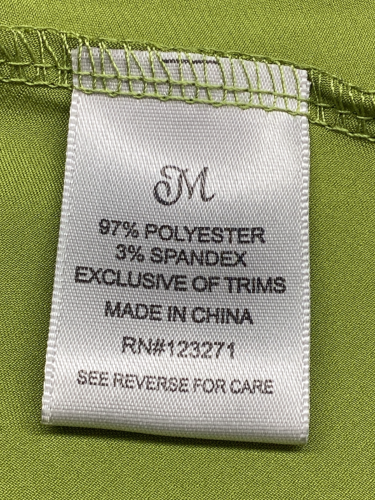 M
97% POLYESTER
3% SPANDEX
EXCLUSIVE OF TRIMS
MADE IN CHINA
RN#123271
SEE REVERSE FOR CARE